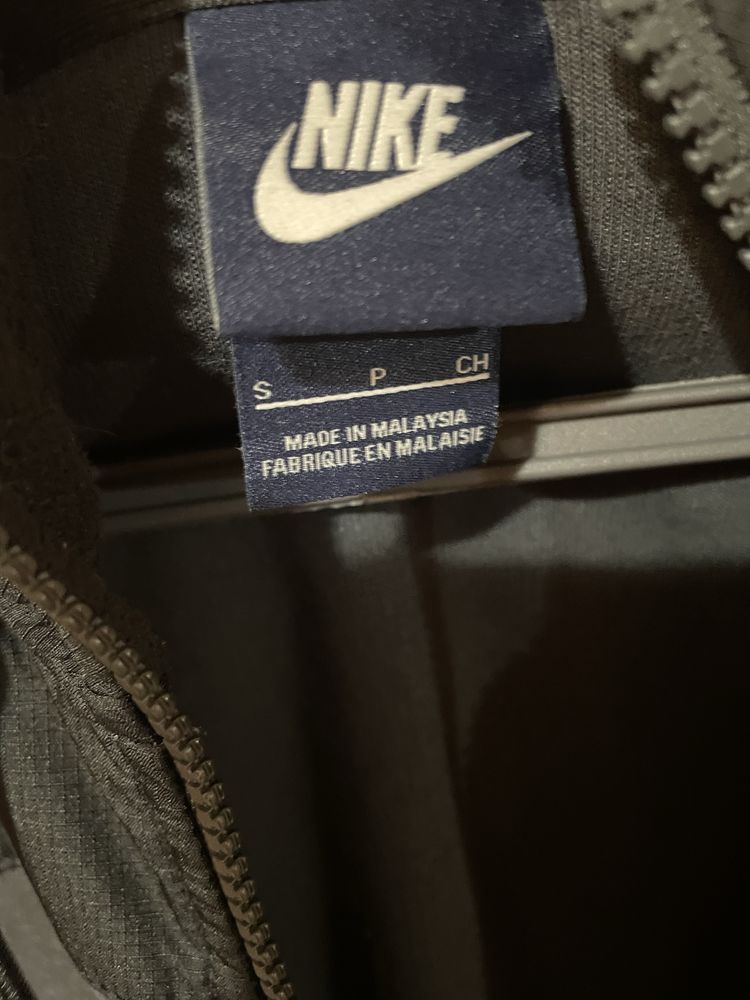 NIKE
S P CH
MADE IN MALAYSIA
FABRIQUE EN MALAISIE